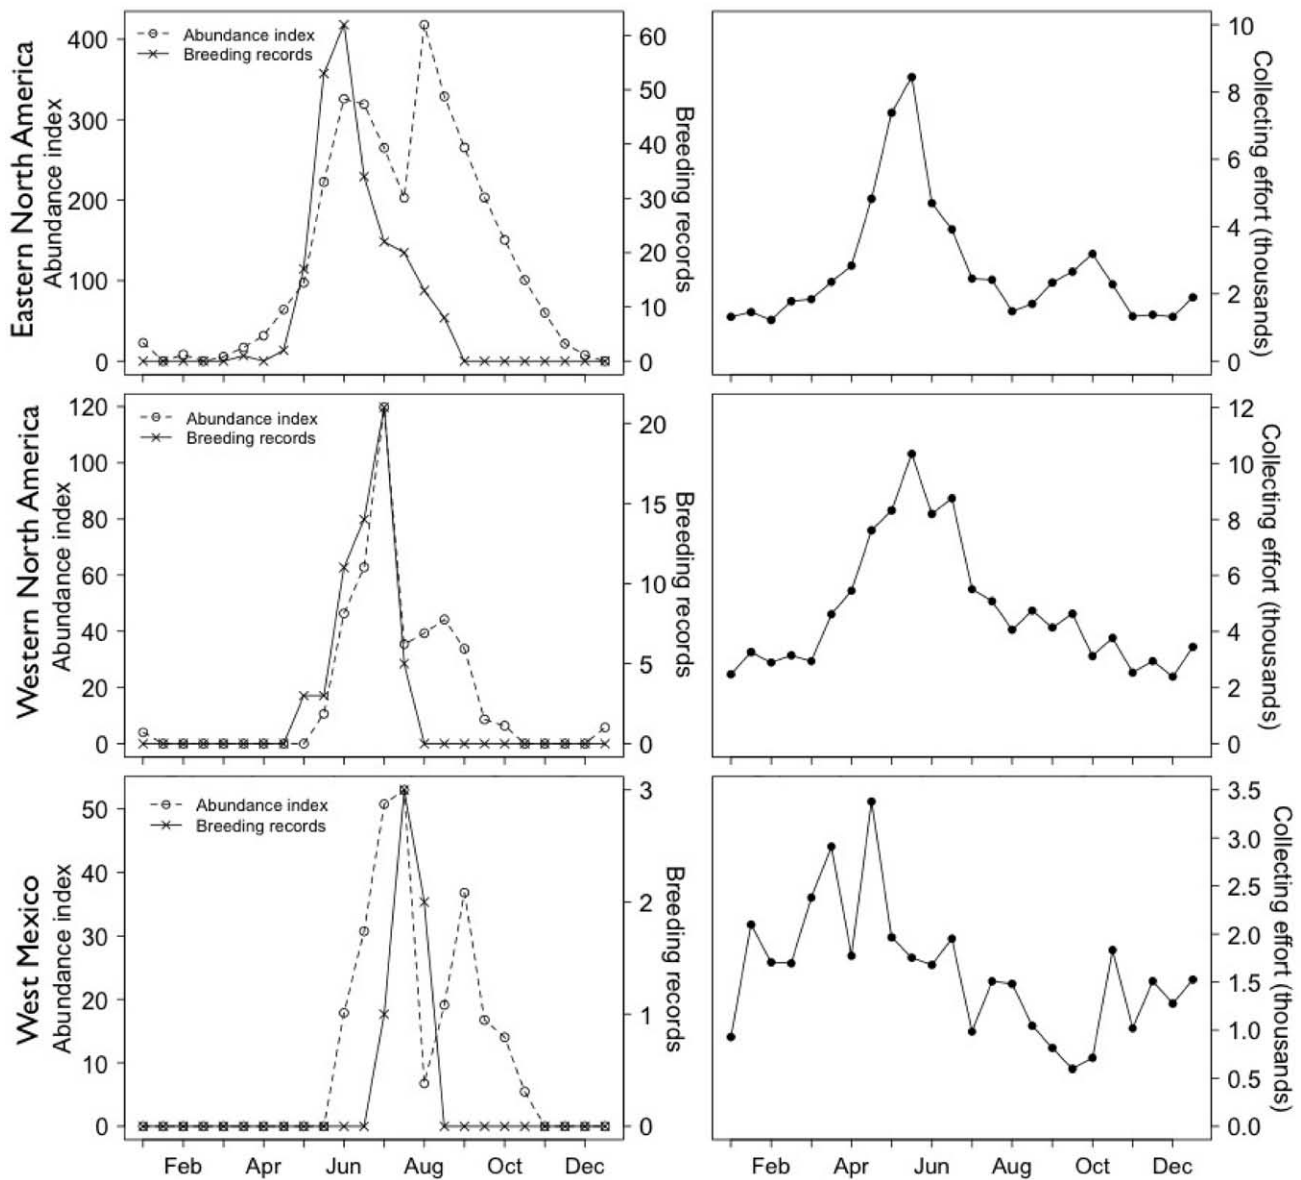 Eastern North America
Abundance index
400
300
200
100
0
Abundance index
Breeding records
60
50
40
30
20
10
0
Breeding records
10
8
6
4
2
0
Collecting effort (thousands)
Western North America
Abundance index
120
100
80
60
40
20
0
Abundance index
Breeding records
20
15
10
5
0
Breeding records
12
10
8
6
4
2
0
Collecting effort (thousands)
West Mexico
Abundance index
50
40
30
20
10
0
Abundance index
Breeding records
3
2
1
0
Breeding records
3.5
3.0
2.5
2.0
1.5
1.0
0.5
0.0
Collecting effort (thousands)
Feb Apr Jun Aug Oct Dec
Feb Apr Jun Aug Oct Dec